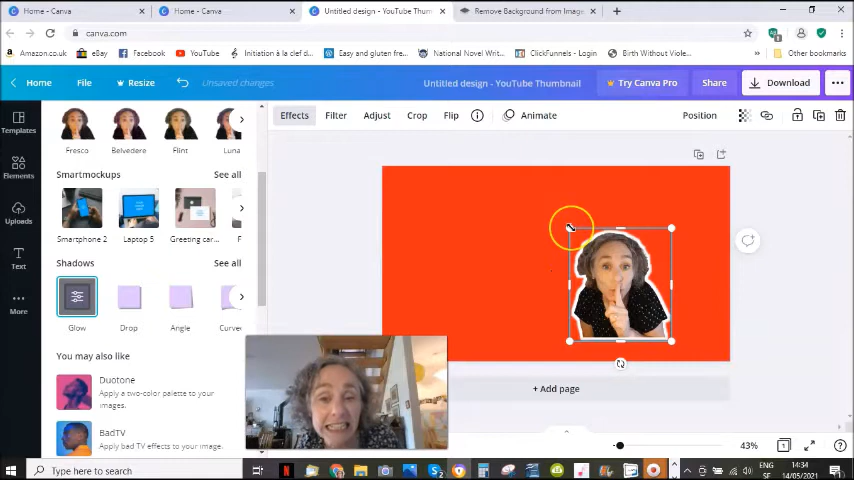 Home - Canva
Home - Canva
Untitled design - YouTube Thum
Remove Background from Image
canva.com
Amazon.co.uk
eBay
Facebook
YouTube
Initiation à la clef d
Easy and gluten fre
National Novel Writ
ClickFunnels - Login
Birth Without Viole
Other bookmarks
Home
File
Resize
Unsaved changes
Untitled design - YouTube Thumbnail
Try Canva Pro
Share
Download
Templates
Elements
Uploads
Text
More
Effects
Filter
Adjust
Crop
Flip
Animate
Position
Fresco
Belvedere
Flint
Luna
Smartmockups
See all
Smartphone 2
Laptop 5
Greeting car...
F
Shadows
See all
Glow
Drop
Angle
Curved
You may also like
Duotone
Apply a two-color palette to your
images.
BadTV
Apply bad TV effects to your image.
+ Add page
43%
1
Type here to search
ENG
SF
14:34
14/05/2021